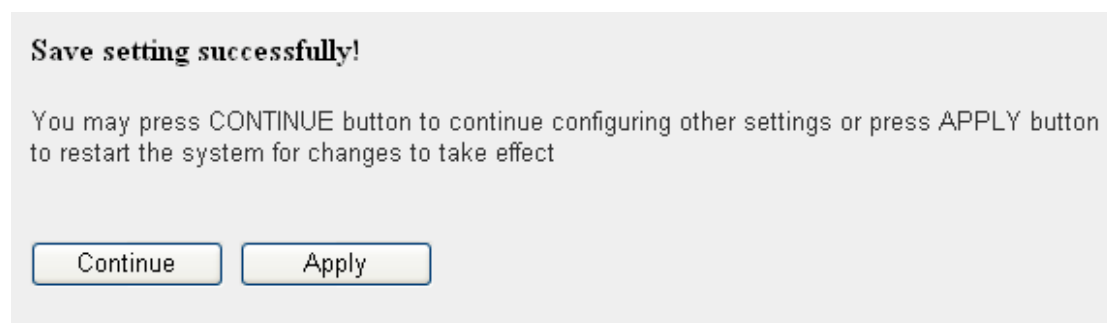 Save setting successfully!
You may press CONTINUE button to continue configuring other settings or press APPLY button
to restart the system for changes to take effect
Continue Apply